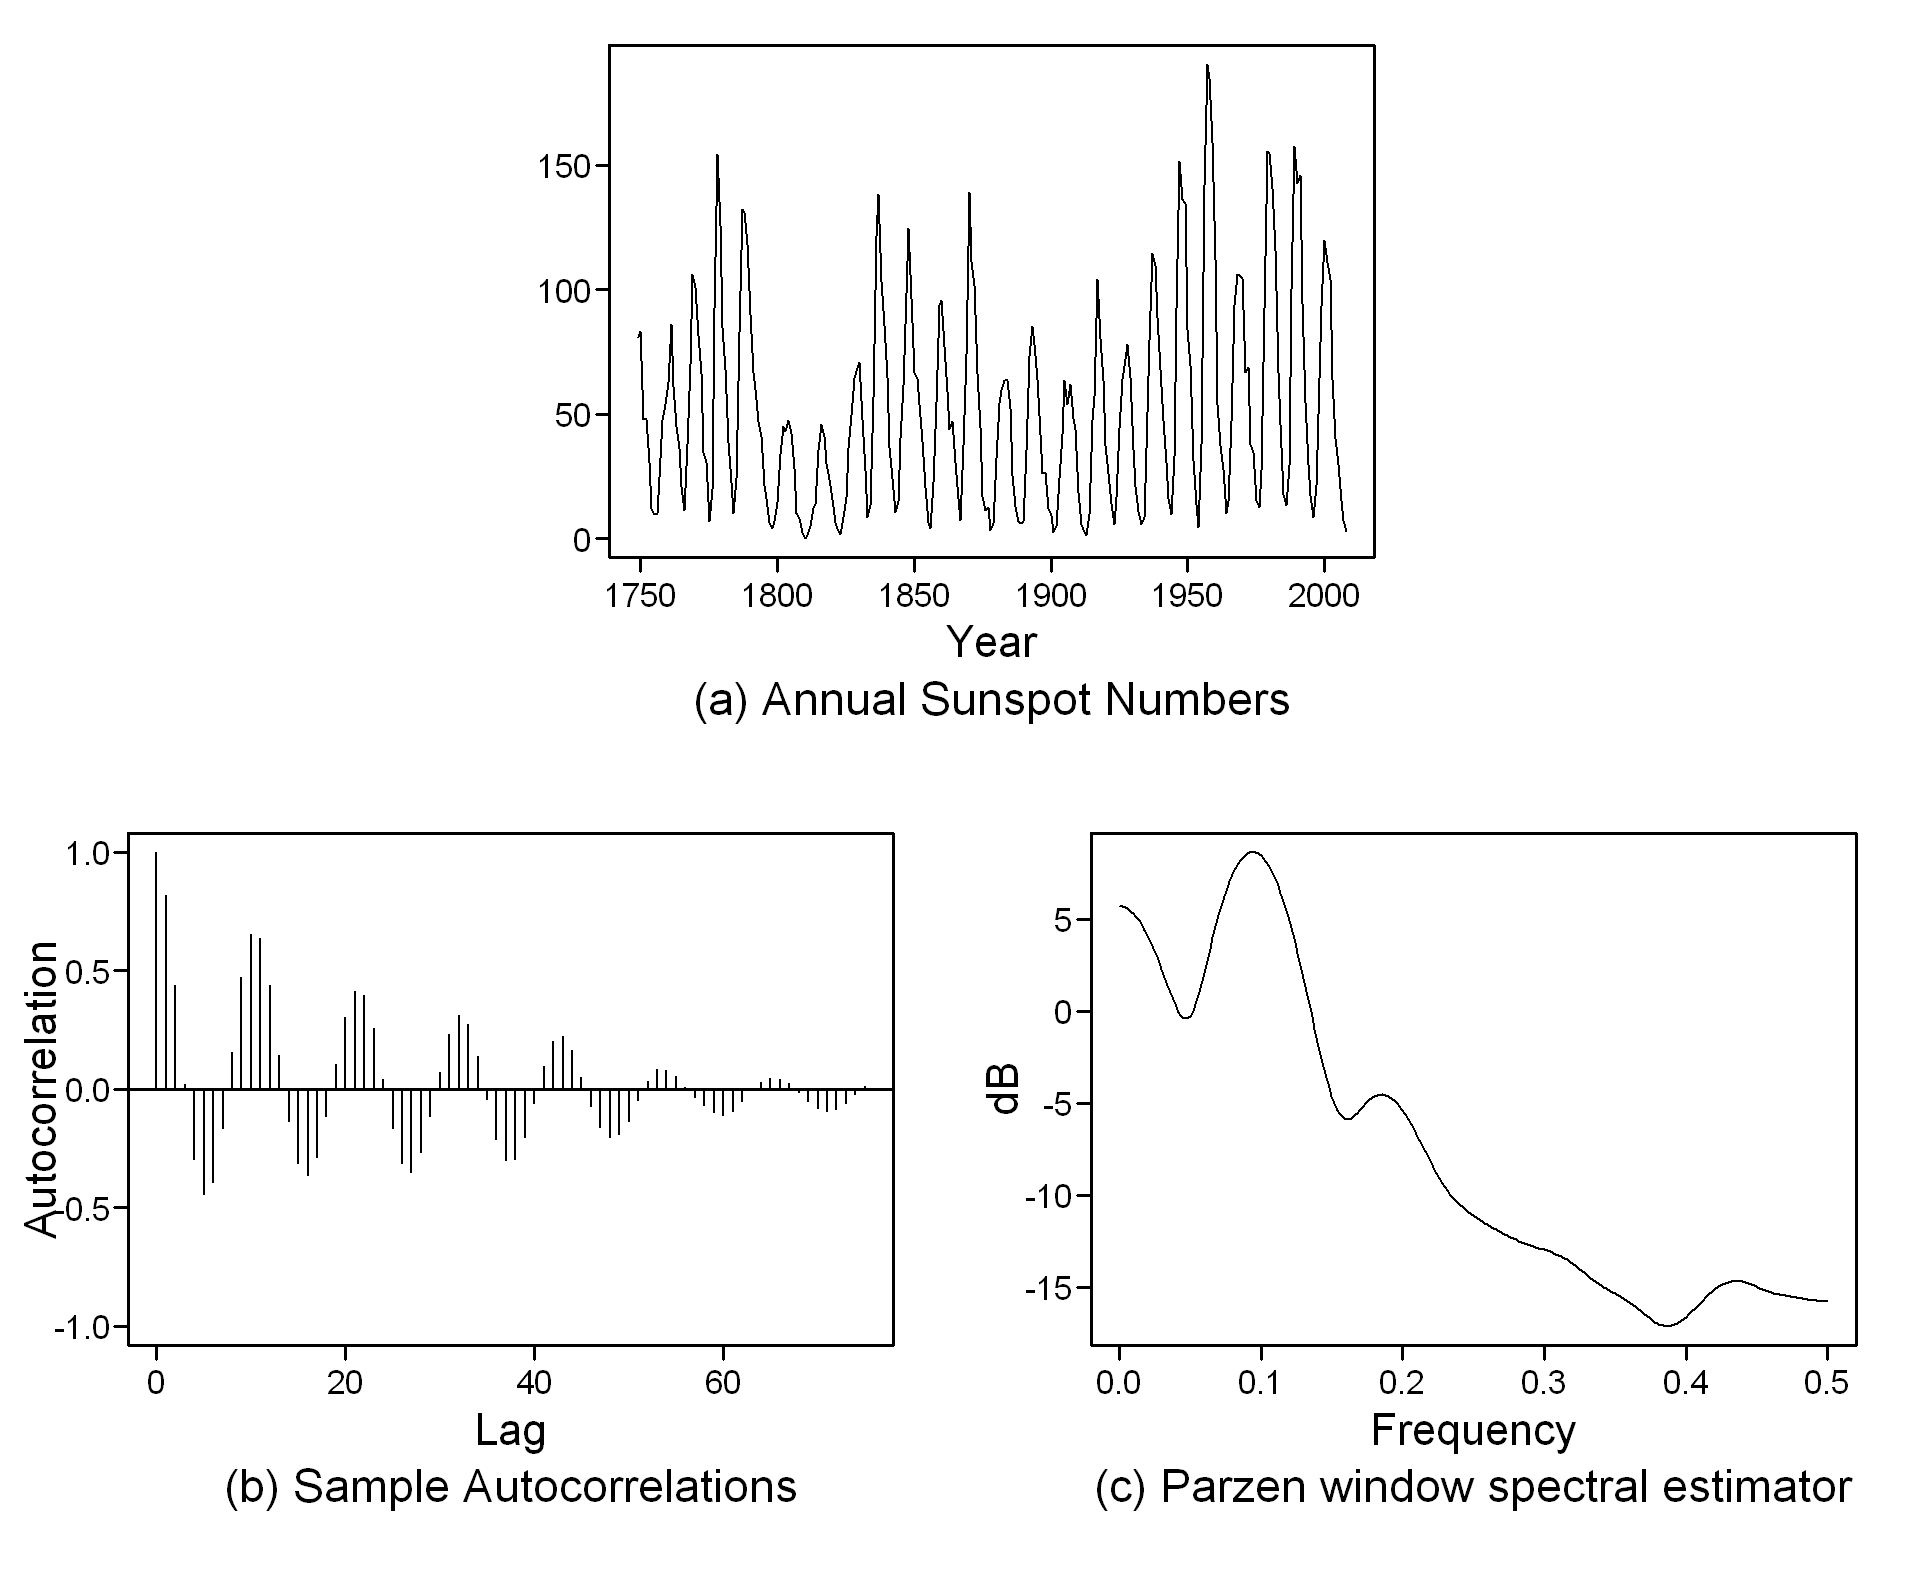 150
100
50
0
1750 1800 1850 1900 1950 2000
Year
(a) Annual Sunspot Numbers
1.0
0.5
0.0
-0.5
-1.0
Autocorrelation
0 20 40 60
Lag
(b) Sample Autocorrelations
5
0
-5
-10
-15
dB
0.0 0.1 0.2 0.3 0.4 0.5
Frequency
(c) Parzen window spectral estimator